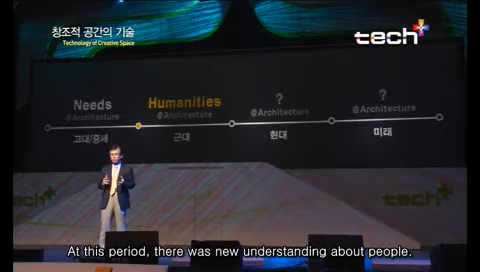 창조적 공간의 기술
Technology of Creative Space
tech+
Needs Humanities ? ?
@Architecture @Architecture @Architecture @Architecture
고대/중세 근대 현대 미래
tech+
At this period, there was new understanding about people.